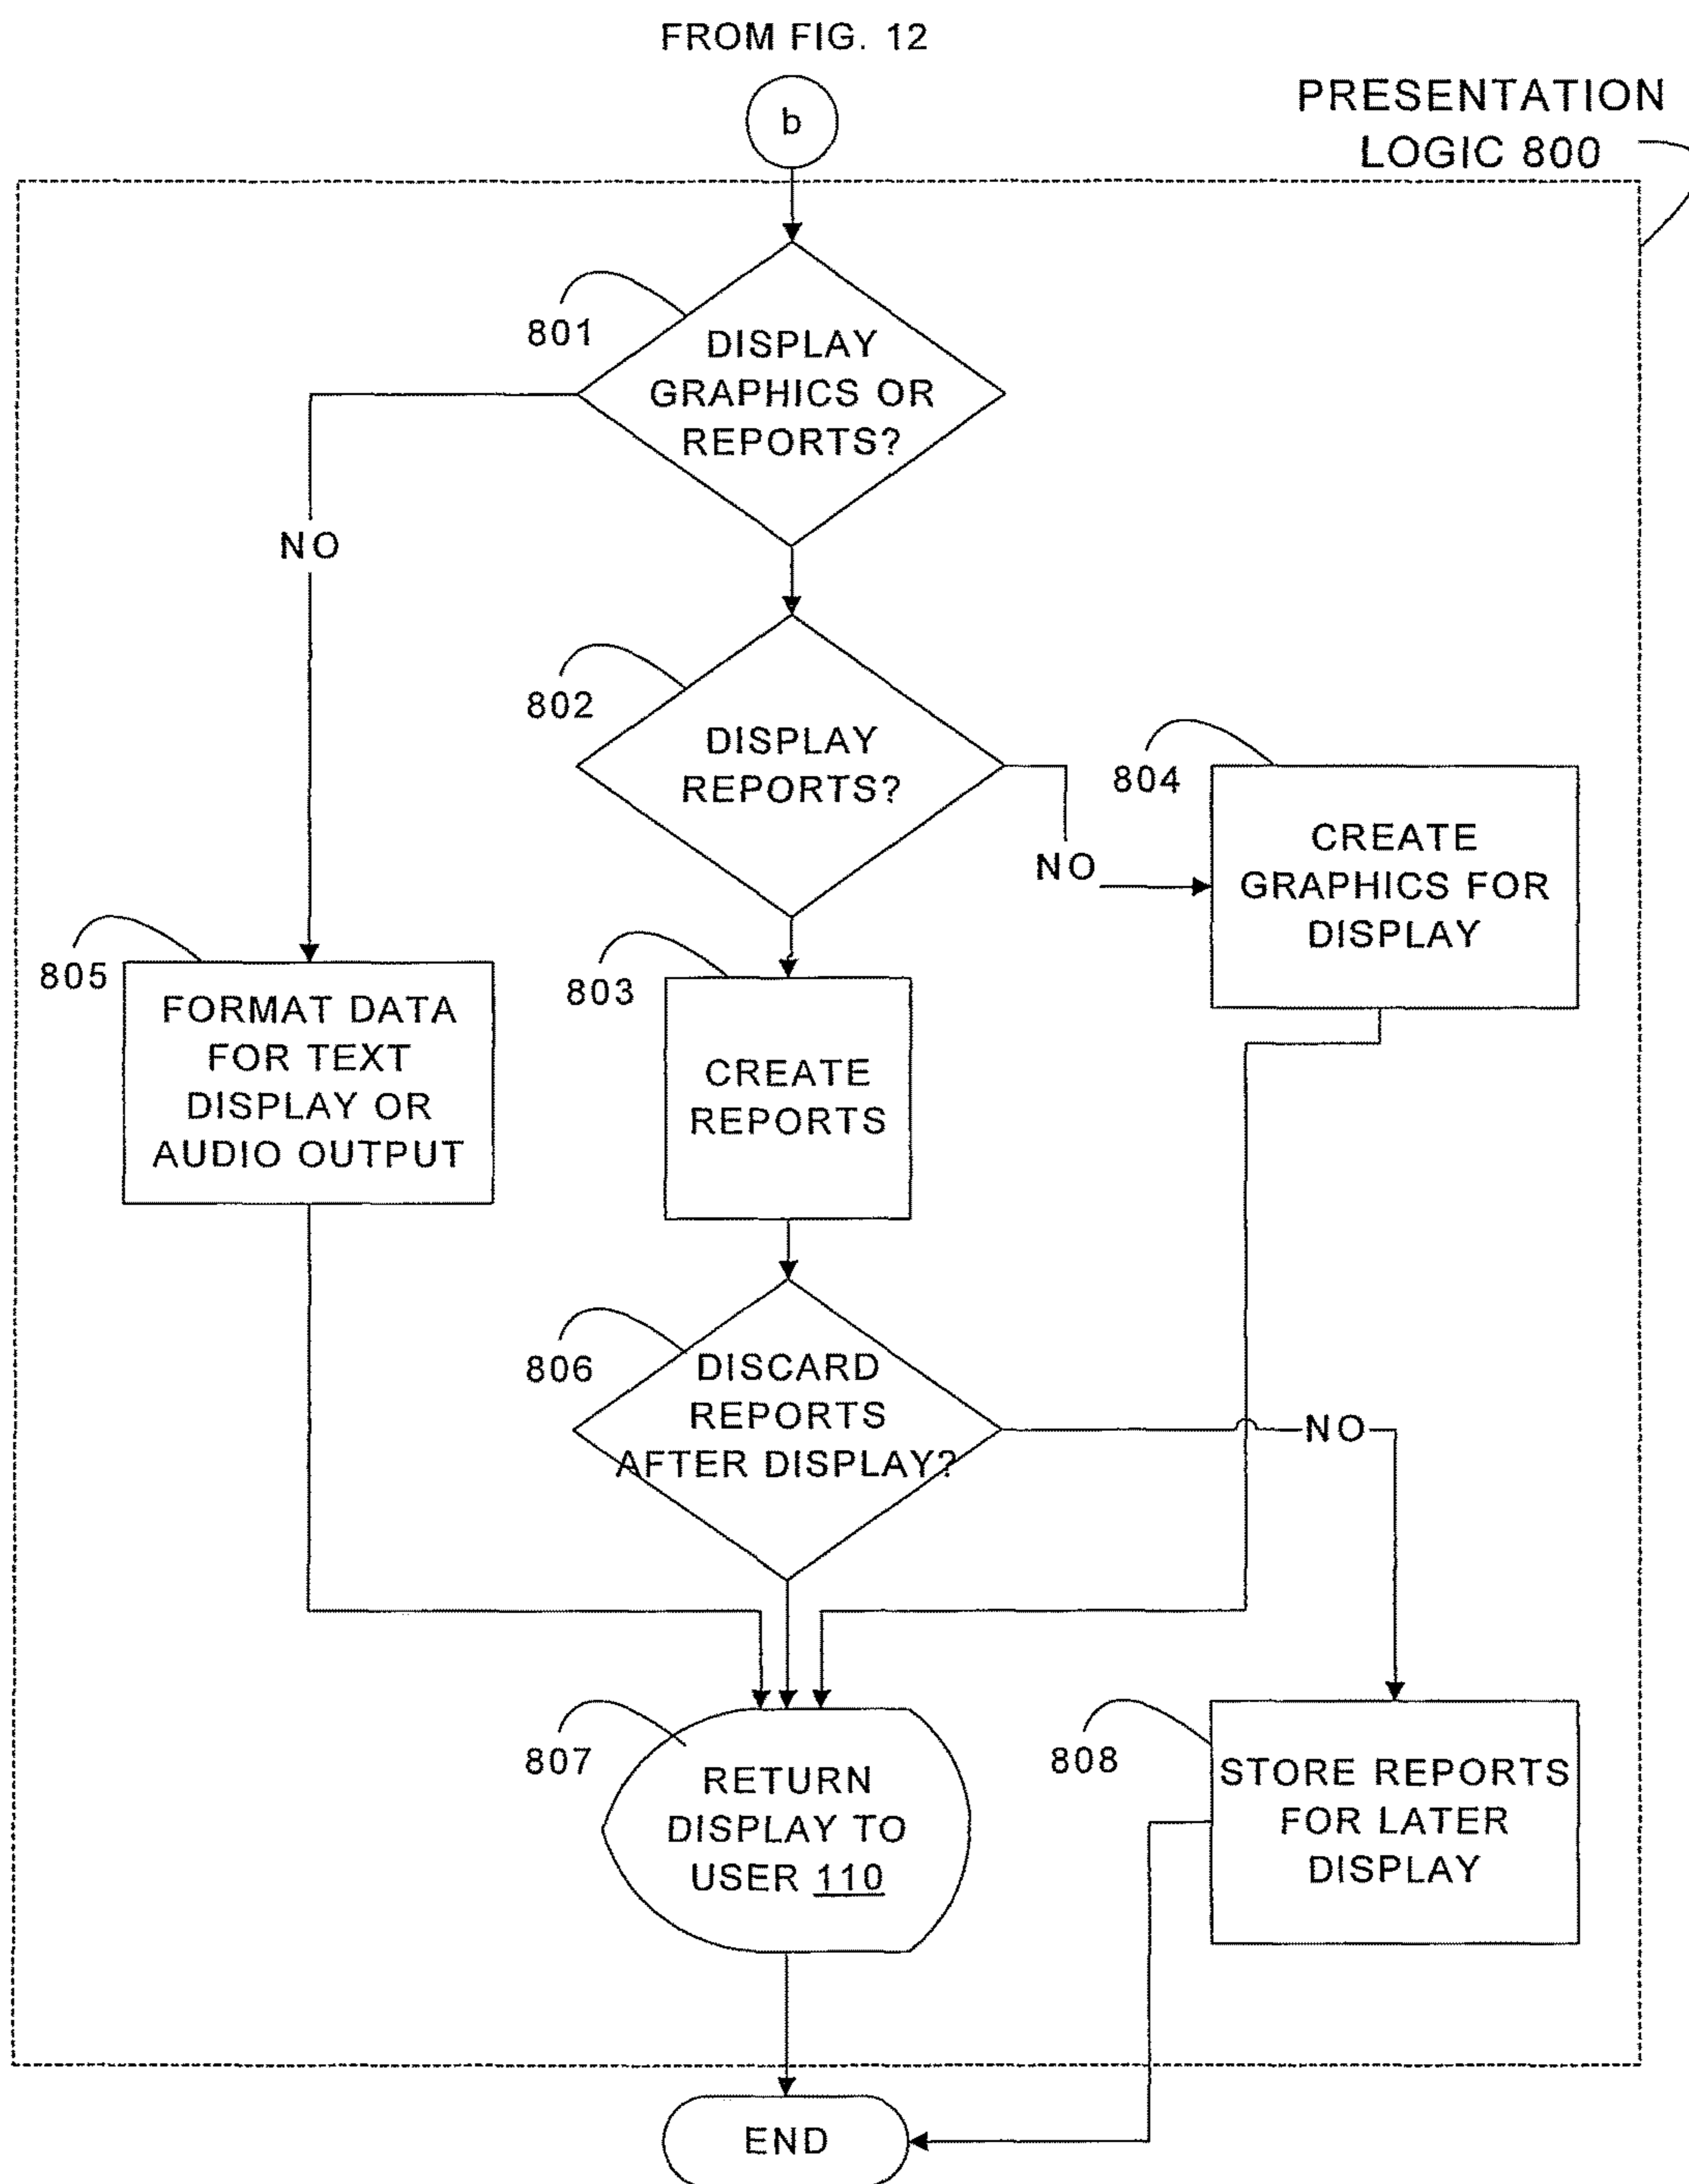 FROM FIG. 12
b
PRESENTATION
LOGIC 800
801
DISPLAY
GRAPHICS OR
REPORTS?
NO
802
DISPLAY
REPORTS?
NO
804
CREATE
GRAPHICS FOR
DISPLAY
805
FORMAT DATA
FOR TEXT
DISPLAY OR
AUDIO OUTPUT
803
CREATE
REPORTS
806
DISCARD
REPORTS
AFTER DISPLAY?
NO
807
RETURN
DISPLAY TO
USER 110
808
STORE REPORTS
FOR LATER
DISPLAY
END